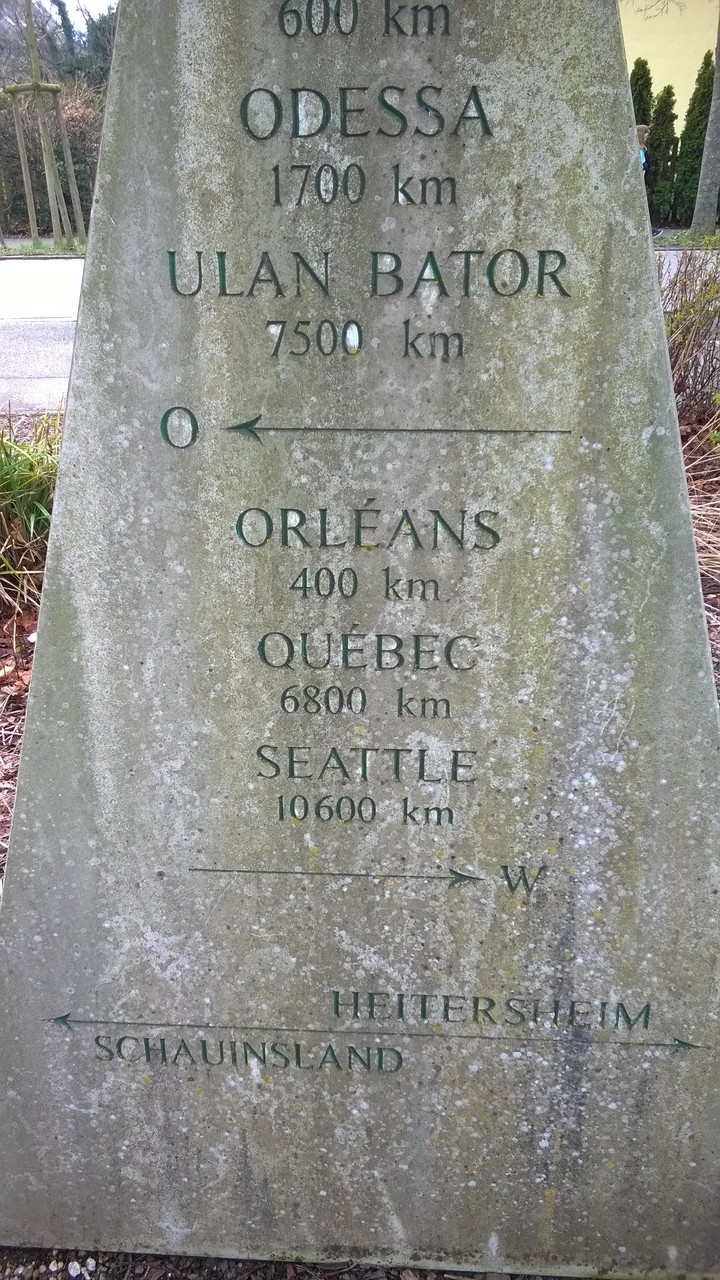 600 km
ODESSA
1700 km
ULAN BATOR
7500 km
O
ORLÉANS
400 km
QUÉBEC
6800 km
SEATTLE
10600 km
W
HEITERSHEIM
SCHAUINSLAND